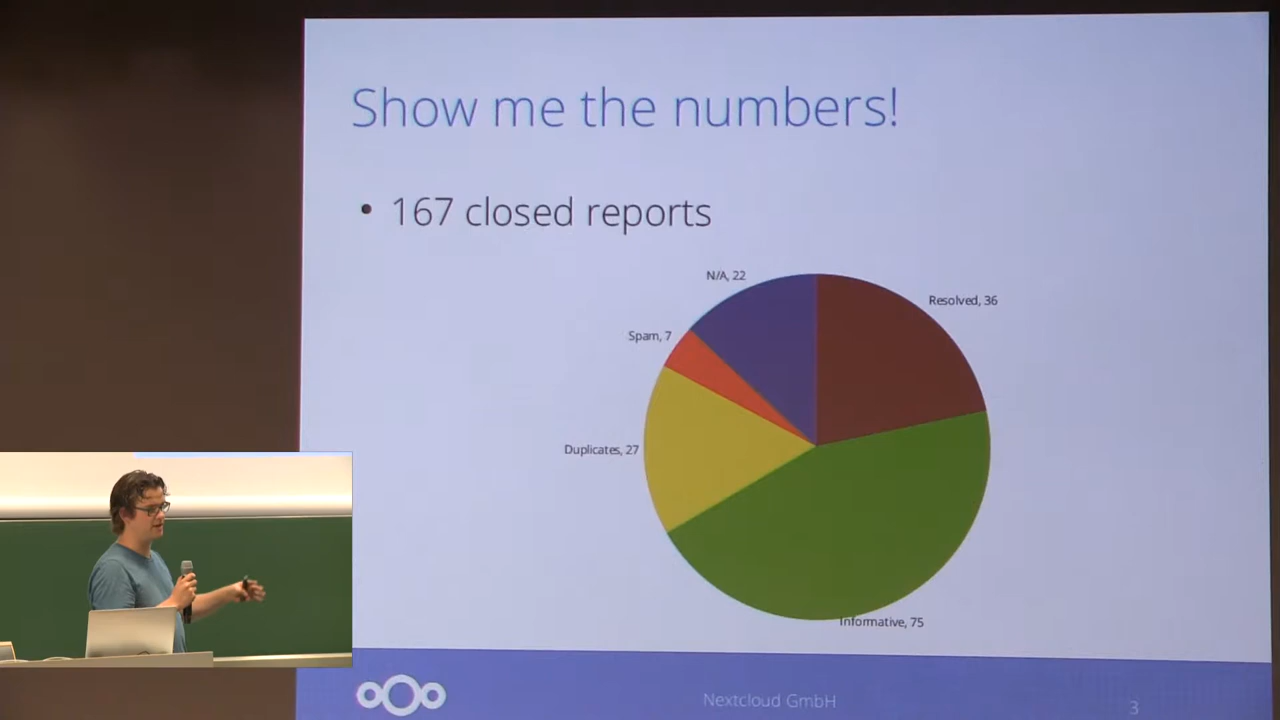 Show me the numbers!
• 167 closed reports
N/A, 22
Resolved, 36
Spam, 7
Duplicates, 27
Informative, 75
Nextcloud GmbH
3